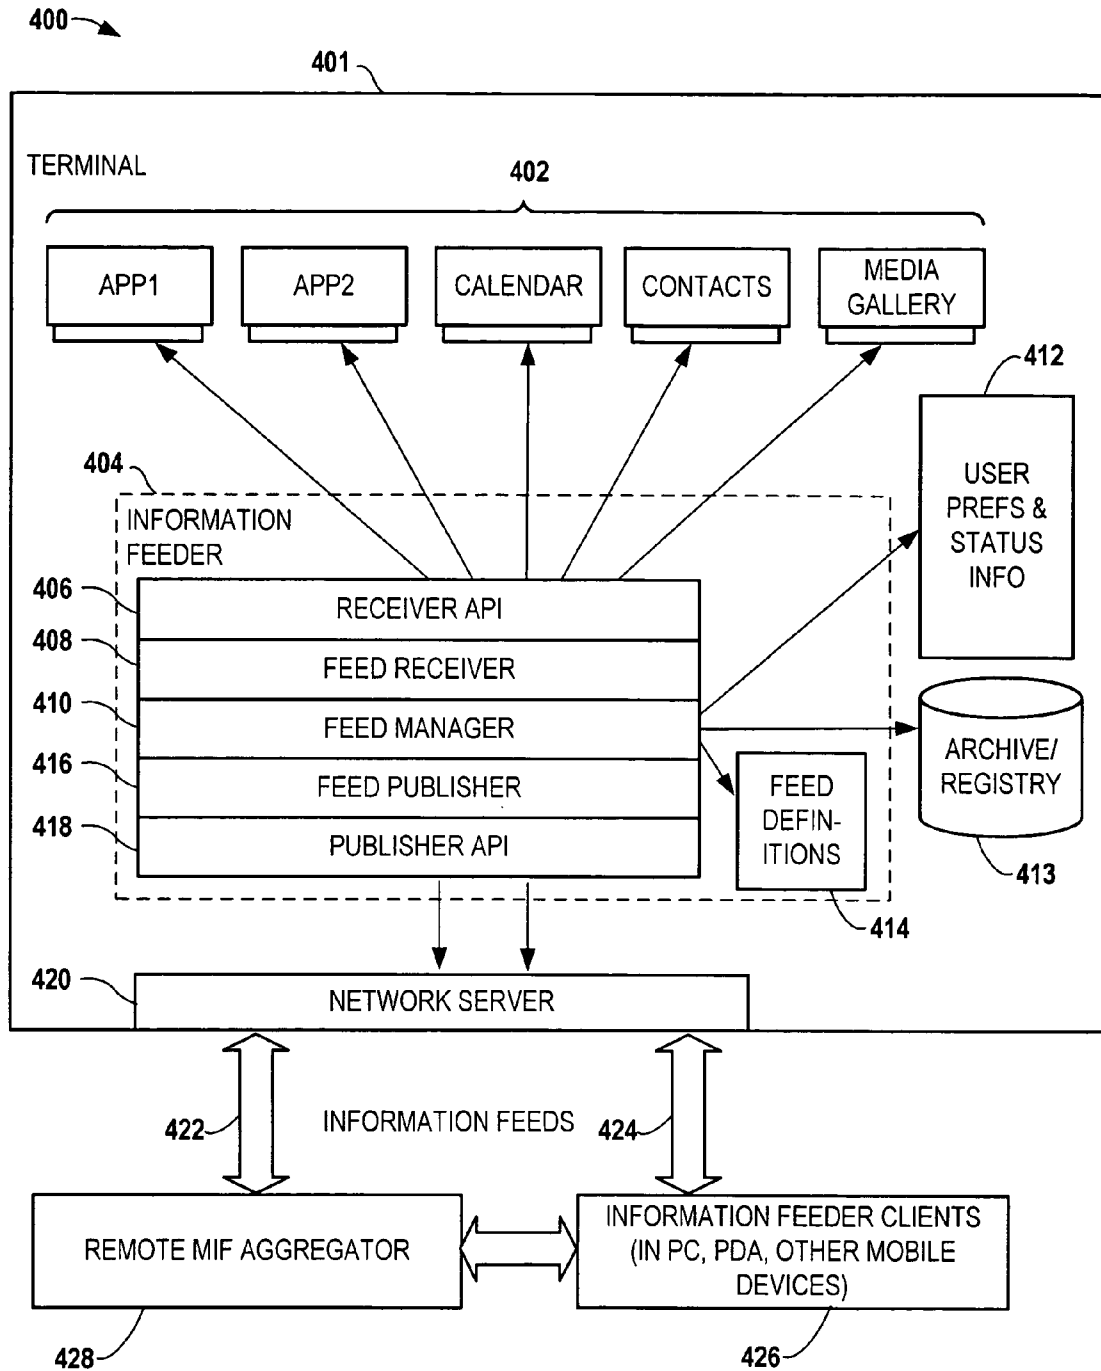 400
401
TERMINAL
402
APP1
APP2
CALENDAR
CONTACTS
MEDIA
GALLERY
412
USER
PREFS &
STATUS
INFO
404
INFORMATION
FEEDER
406
RECEIVER API
408
FEED RECEIVER
410
FEED MANAGER
416
FEED PUBLISHER
418
PUBLISHER API
FEED
DEFIN-
ITIONS
ARCHIVE/
REGISTRY
413
414
420
NETWORK SERVER
422
INFORMATION FEEDS
424
REMOTE MIF AGGREGATOR
INFORMATION FEEDER CLIENTS
(IN PC, PDA, OTHER MOBILE
DEVICES)
428
426